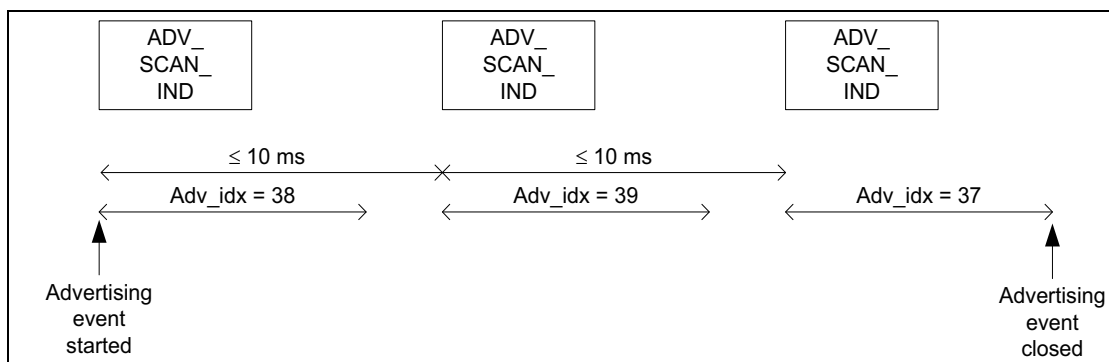 ADV_
SCAN_
IND
ADV_
SCAN_
IND
ADV_
SCAN_
IND
≤ 10 ms
≤ 10 ms
Adv_idx = 38
Adv_idx = 39
Adv_idx = 37
Advertising
event
started
Advertising
event
closed